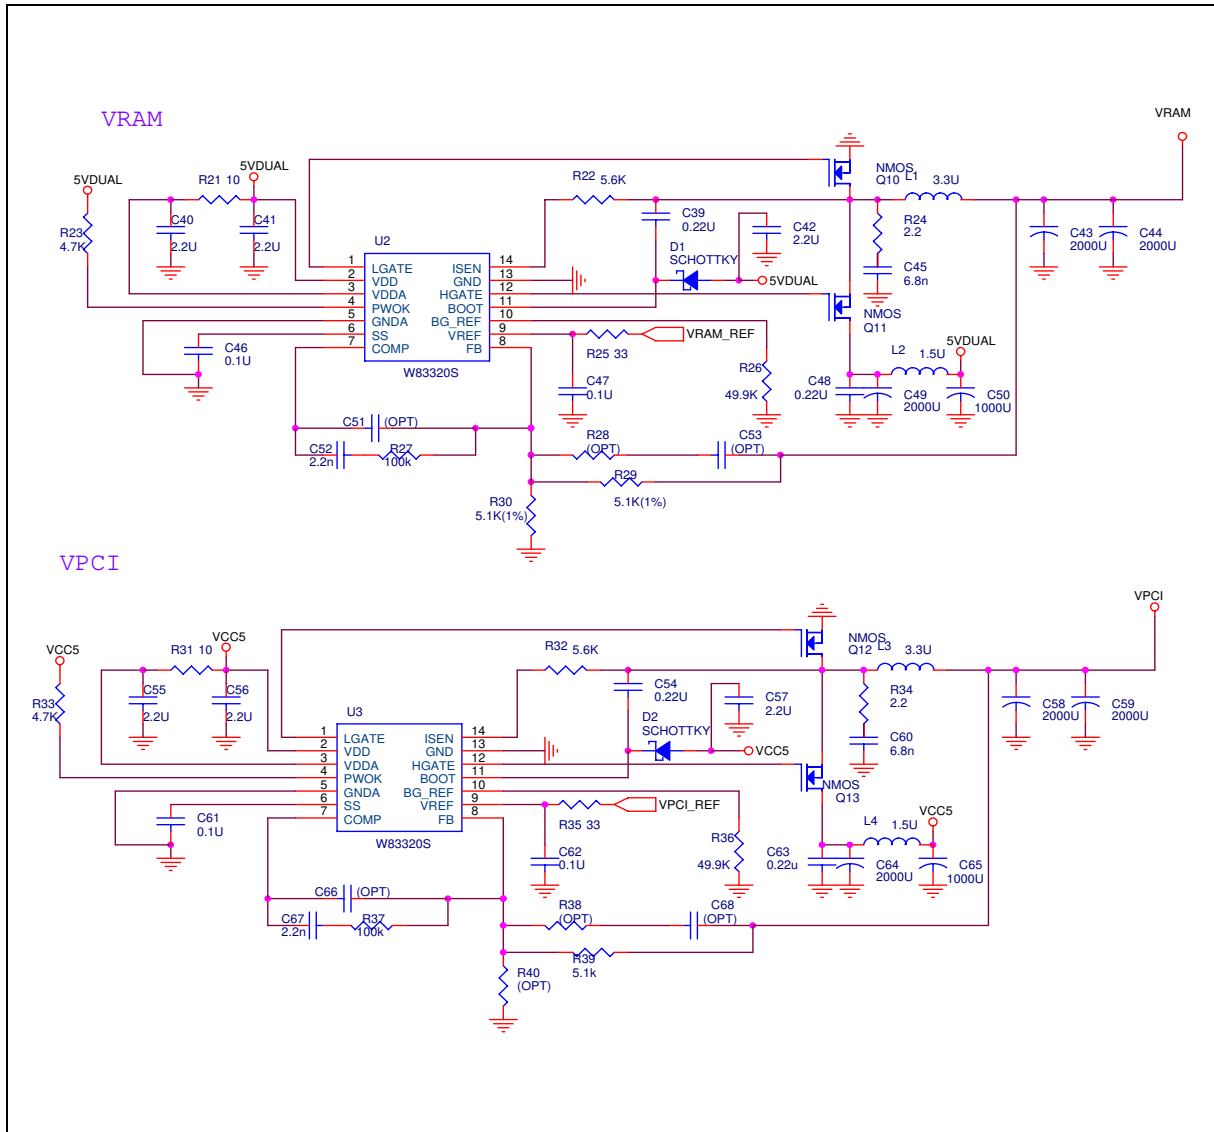 VRAM
VRAM
5VDUAL
R23
4.7K
R21 10
5VDUAL
C40
2.2U
C41
2.2U
U2
1 LGATE
2 VDD
3 VDDA
4 PWOK
5 GNDA
6 SS
7 COMP
ISEN 14
GND 13
HGATE 12
BOOT 11
BG_REF 10
VREF 9
FB 8
W83320S
R22
5.6K
C39
0.22U
D1
SCHOTTKY
C42
2.2U
5VDUAL
NMOS
Q10
L1
3.3U
R24
2.2
C45
6.8n
C43
2000U
C44
2000U
NMOS
Q11
L2
1.5U
5VDUAL
C48
0.22U
C49
2000U
C50
1000U
C46
0.1U
R25 33
VRAM_REF
C47
0.1U
R26
49.9K
C51
(OPT)
C52
2.2n
R27
100k
R28
(OPT)
C53
(OPT)
R29
5.1K(1%)
R30
5.1K(1%)
VPCI
VPCI
VCC5
R33
4.7K
R31 10
VCC5
C55
2.2U
C56
2.2U
U3
1 LGATE
2 VDD
3 VDDA
4 PWOK
5 GNDA
6 SS
7 COMP
ISEN 14
GND 13
HGATE 12
BOOT 11
BG_REF 10
VREF 9
FB 8
W83320S
R32
5.6K
C54
0.22U
D2
SCHOTTKY
C57
2.2U
VCC5
NMOS
Q12
L3
3.3U
R34
2.2
C60
6.8n
C58
2000U
C59
2000U
NMOS
Q13
L4
1.5U
VCC5
C63
0.22u
C64
2000U
C65
1000U
C61
0.1U
R35 33
VPCI_REF
C62
0.1U
R36
49.9K
C66
(OPT)
C67
2.2n
R37
100k
R38
(OPT)
C68
(OPT)
R39
5.1k
R40
(OPT)